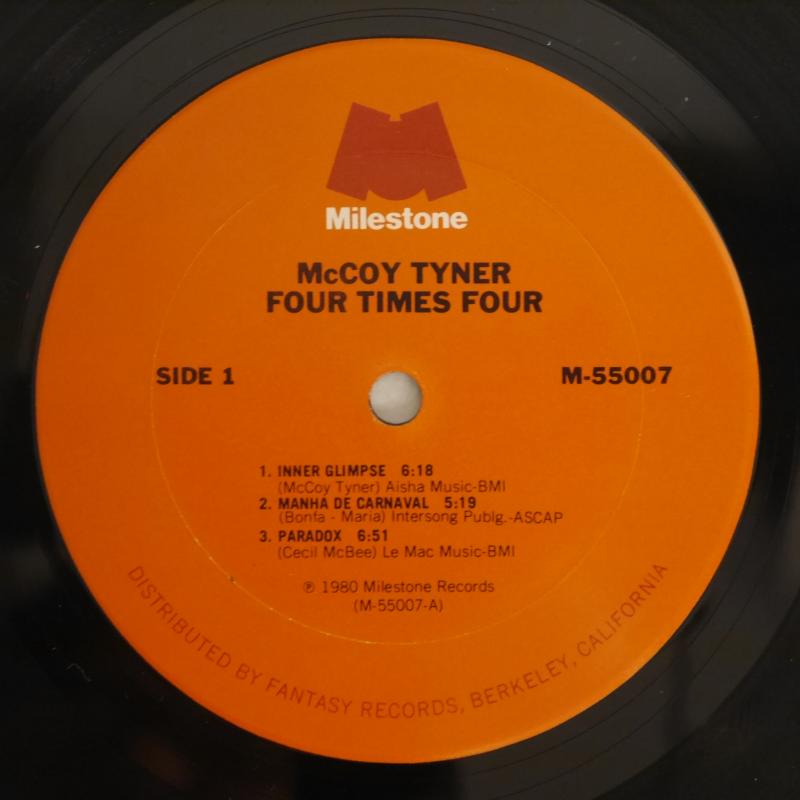 Milestone
McCOY TYNER
FOUR TIMES FOUR
SIDE 1
M-55007
1. INNER GLIMPSE 6:18
(McCoy Tyner) Aisha Music-BMI
2. MANHA DE CARNAVAL 5:19
(Bonfa - Maria) Intersong Publg.-ASCAP
3. PARADOX 6:51
(Cecil McBee) Le Mac Music-BMI
℗ 1980 Milestone Records
(M-55007-A)
DISTRIBUTED BY FANTASY RECORDS, BERKELEY, CALIFORNIA